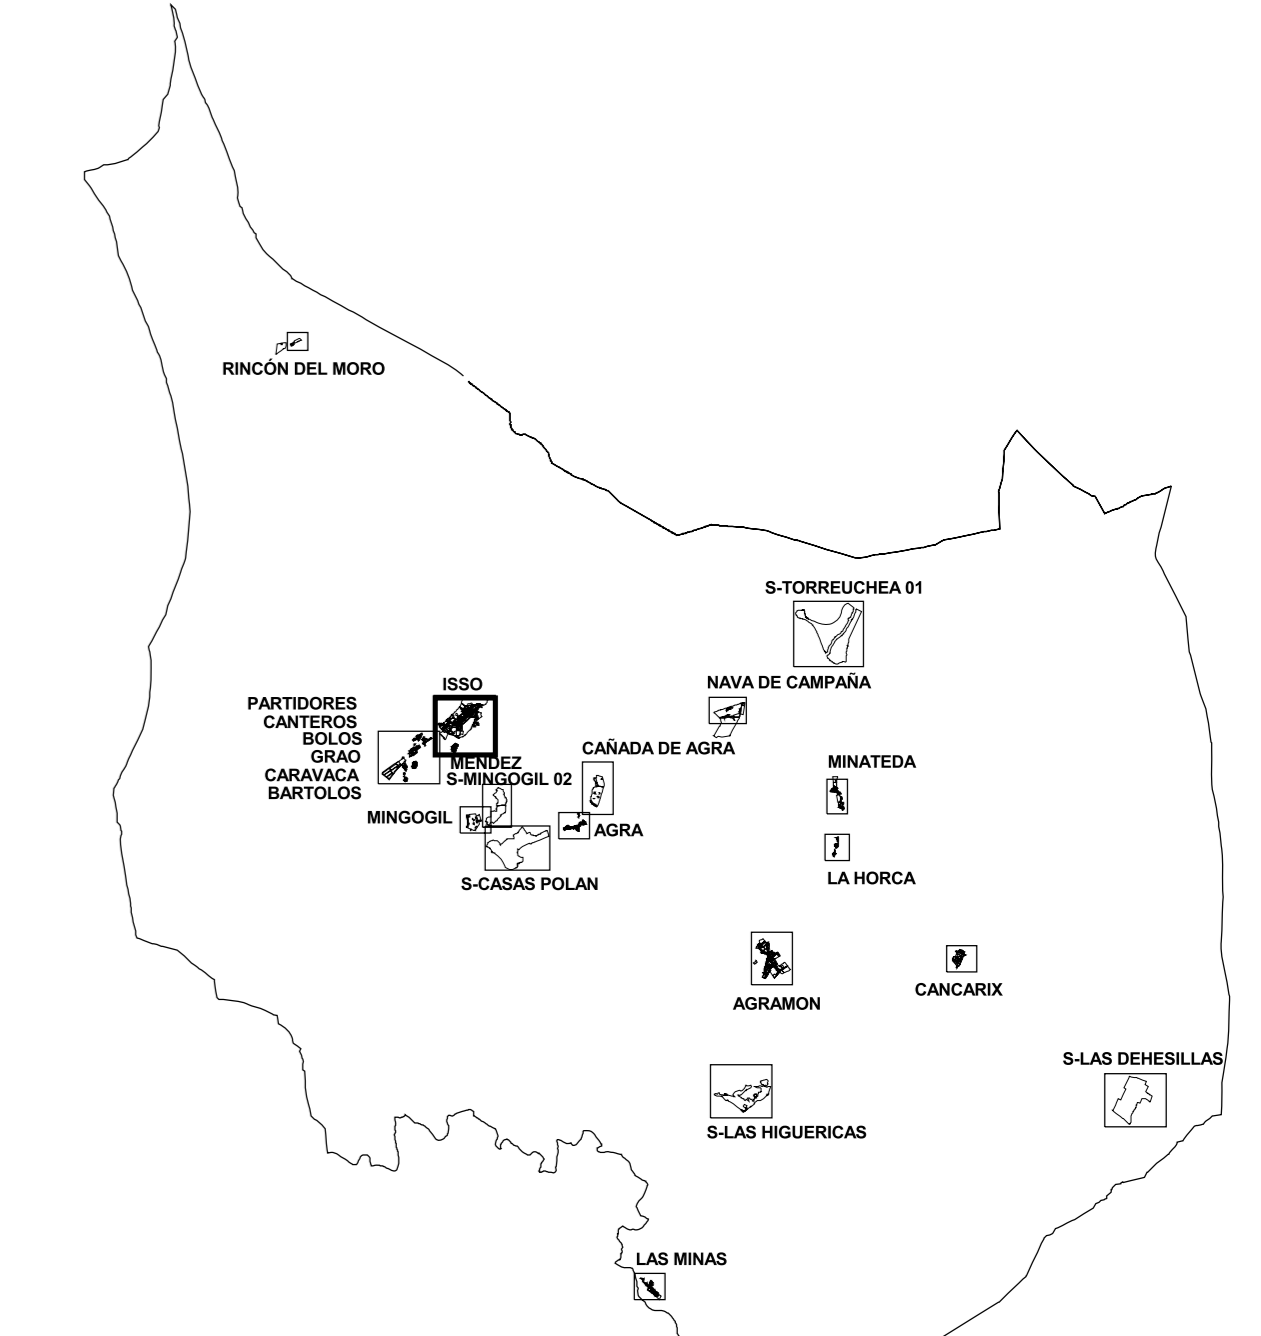 RINCÓN DEL MORO
S-TORREUCHEA 01
NAVA DE CAMPAÑA
ISSO
PARTIDORES
CANTEROS
BOLOS
GRAO
CARAVACA
BARTOLOS
MENDEZ
S-MINGOGIL 02
CAÑADA DE AGRA
MINATEDA
MINGOGIL
AGRA
S-CASAS POLAN
LA HORCA
AGRAMON
CANCARIX
S-LAS DEHESILLAS
S-LAS HIGUERICAS
LAS MINAS